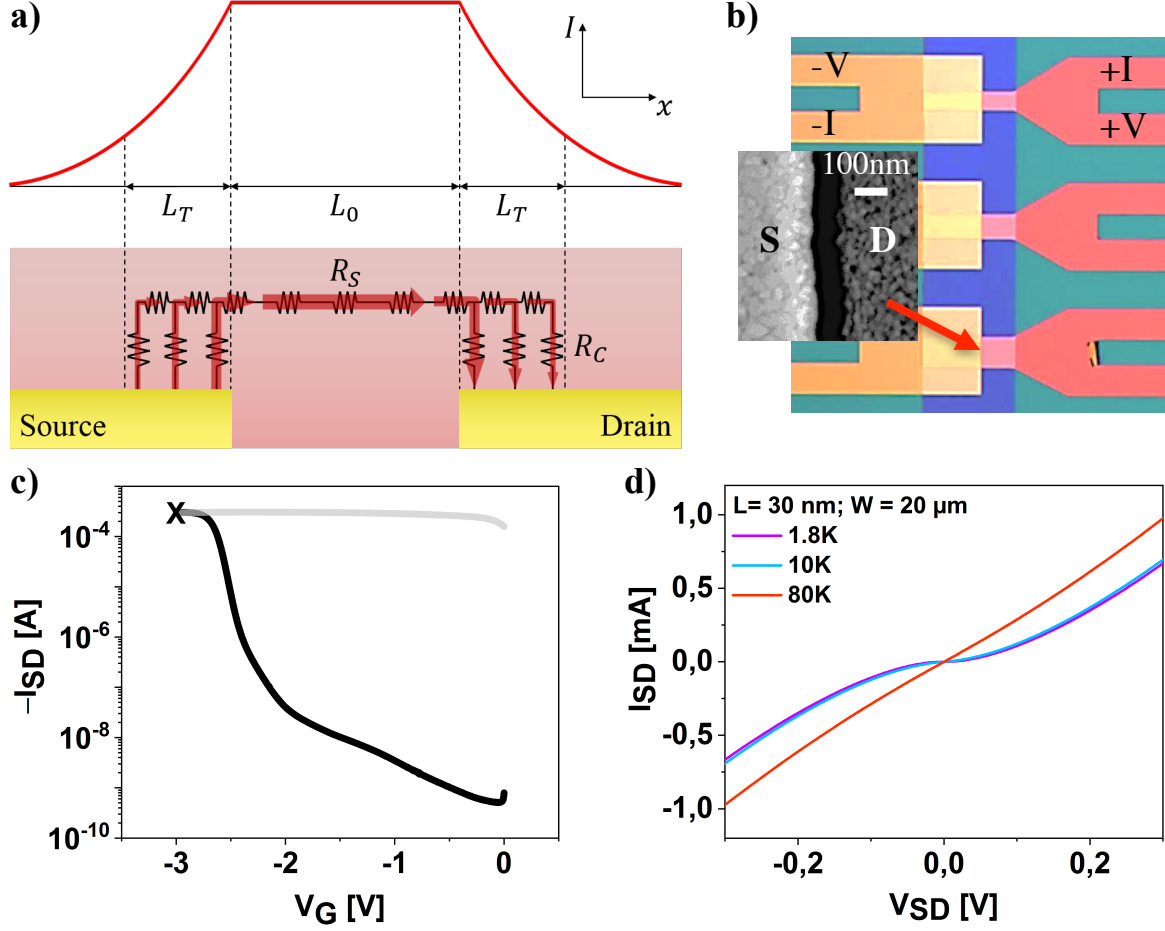 a)
I
x
L_T
L_0
L_T
R_S
R_C
Source
Drain
b)
-V
-I
+I
+V
100nm
S
D
c)
X
10^-4
10^-6
10^-8
10^-10
−I_SD [A]
-3
-2
-1
0
V_G [V]
d)
L= 30 nm; W = 20 µm
1.8K
10K
80K
1,0
0,5
0,0
-0,5
-1,0
I_SD [mA]
-0,2
0,0
0,2
V_SD [V]